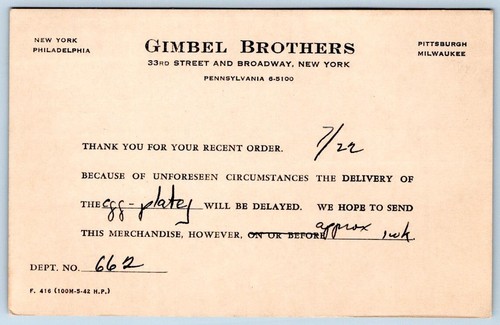 NEW YORK
PHILADELPHIA
GIMBEL BROTHERS
33RD STREET AND BROADWAY, NEW YORK
PENNSYLVANIA 6-5100
PITTSBURGH
MILWAUKEE
7/22
THANK YOU FOR YOUR RECENT ORDER.
BECAUSE OF UNFORESEEN CIRCUMSTANCES THE DELIVERY OF
THE egg-plates WILL BE DELAYED. WE HOPE TO SEND
THIS MERCHANDISE, HOWEVER, ON OR BEFORE approx 1 wk.
DEPT. NO. 662
F. 416 (100M-5-42 H.P.)